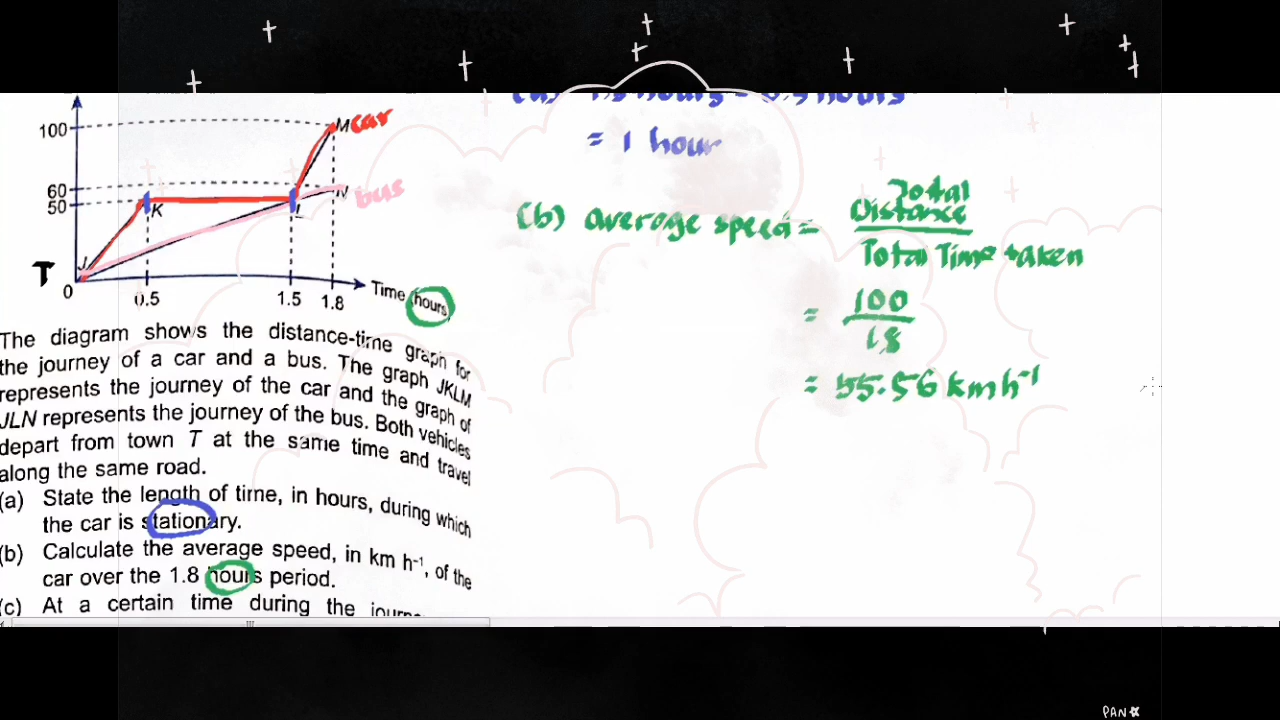 100
60
50
K
L
M
N
car
bus
T
0
0.5
1.5
1.8
Time (hours)
The diagram shows the distance-time graph for
the journey of a car and a bus. The graph JKLM
represents the journey of the car and the graph of
JLN represents the journey of the bus. Both vehicles
depart from town T at the same time and travel
along the same road.
(a) State the length of time, in hours, during which
the car is stationary.
(b) Calculate the average speed, in km h⁻¹, of the
car over the 1.8 hours period.
(c) At a certain time during the
= 1 hour
(b) average speed = Total Distance
Total Time taken
= 100
1.8
= 55.56 kmh⁻¹
PAN